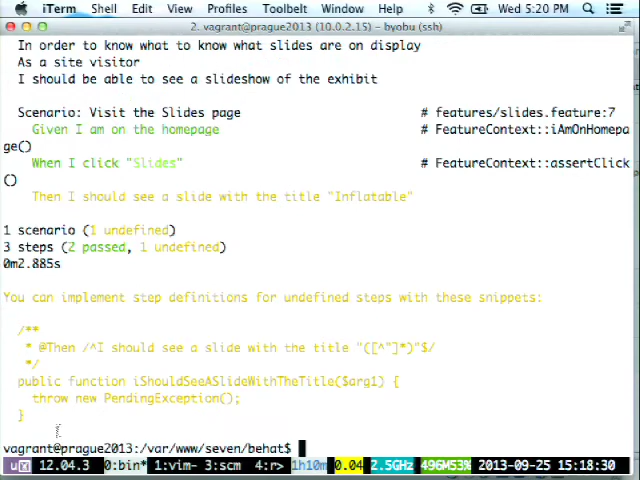 iTerm Shell Edit View Profiles Toolbelt Window Help Wed 5:20 PM
2. vagrant@prague2013 (10.0.2.15) - byobu (ssh)
In order to know what to know what slides are on display
As a site visitor
I should be able to see a slideshow of the exhibit
Scenario: Visit the Slides page # features/slides.feature:7
Given I am on the homepage # FeatureContext::iAmOnHomepa
ge()
When I click "Slides" # FeatureContext::assertClick
()
Then I should see a slide with the title "Inflatable"
1 scenario (1 undefined)
3 steps (2 passed, 1 undefined)
0m2.885s
You can implement step definitions for undefined steps with these snippets:
/**
* @Then /^I should see a slide with the title "([^"]*)"$/
*/
public function iShouldSeeASlideWithTheTitle($arg1) {
throw new PendingException();
}
vagrant@prague2013:/var/www/seven/behat$
12.04.3 0:bin* 1:vim- 3:scm 4:r> 1h10m 0.04 2.5GHz 496M53% 2013-09-25 15:18:30